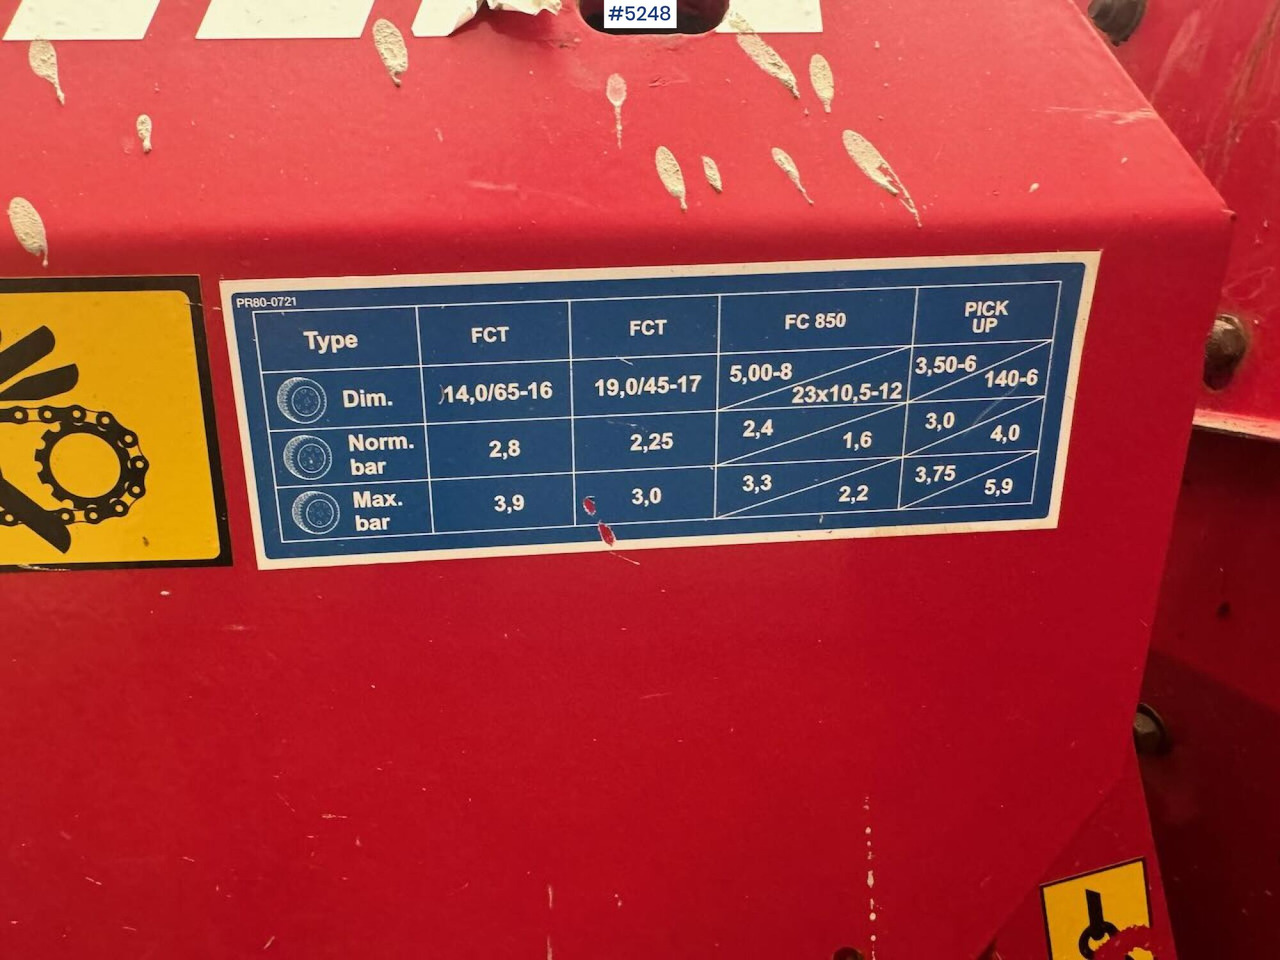 #5248
PR80-0721
Type FCT FCT FC 850 PICK UP
Dim. 14,0/65-16 19,0/45-17 5,00-8 23x10,5-12 3,50-6 140-6
Norm. bar 2,8 2,25 2,4 1,6 3,0 4,0
Max. bar 3,9 3,0 3,3 2,2 3,75 5,9